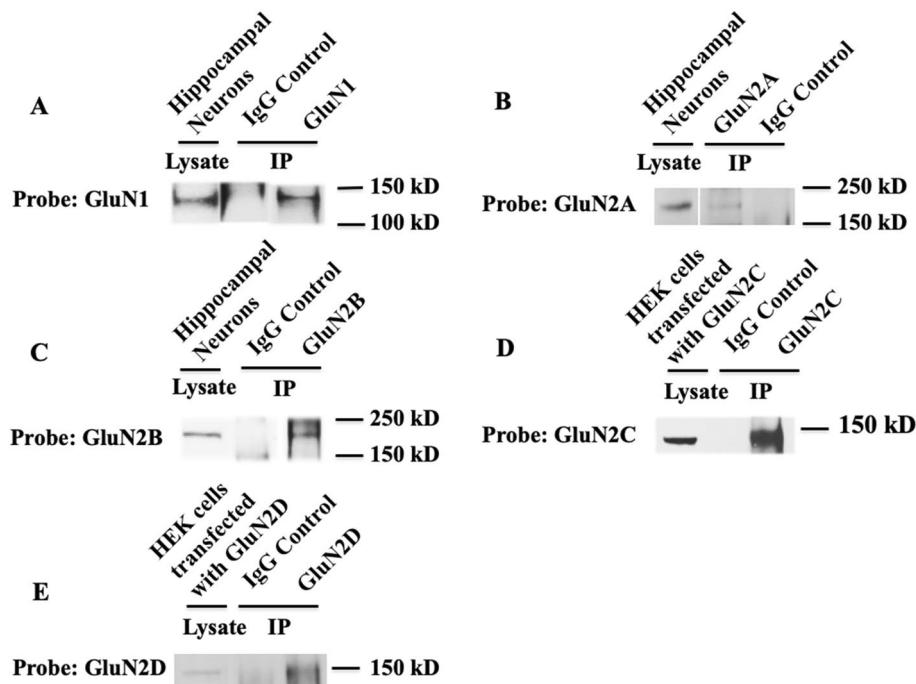 A
Hippocampal
Neurons
IgG Control
GluN1
Lysate
IP
Probe: GluN1
150 kD
100 kD
B
Hippocampal
Neurons
GluN2A
IgG Control
Lysate
IP
Probe: GluN2A
250 kD
150 kD
C
Hippocampal
Neurons
IgG Control
GluN2B
Lysate
IP
Probe: GluN2B
250 kD
150 kD
D
HEK cells
transfected
with GluN2C
IgG Control
GluN2C
Lysate
IP
Probe: GluN2C
150 kD
E
HEK cells
transfected
with GluN2D
IgG Control
GluN2D
Lysate
IP
Probe: GluN2D
150 kD